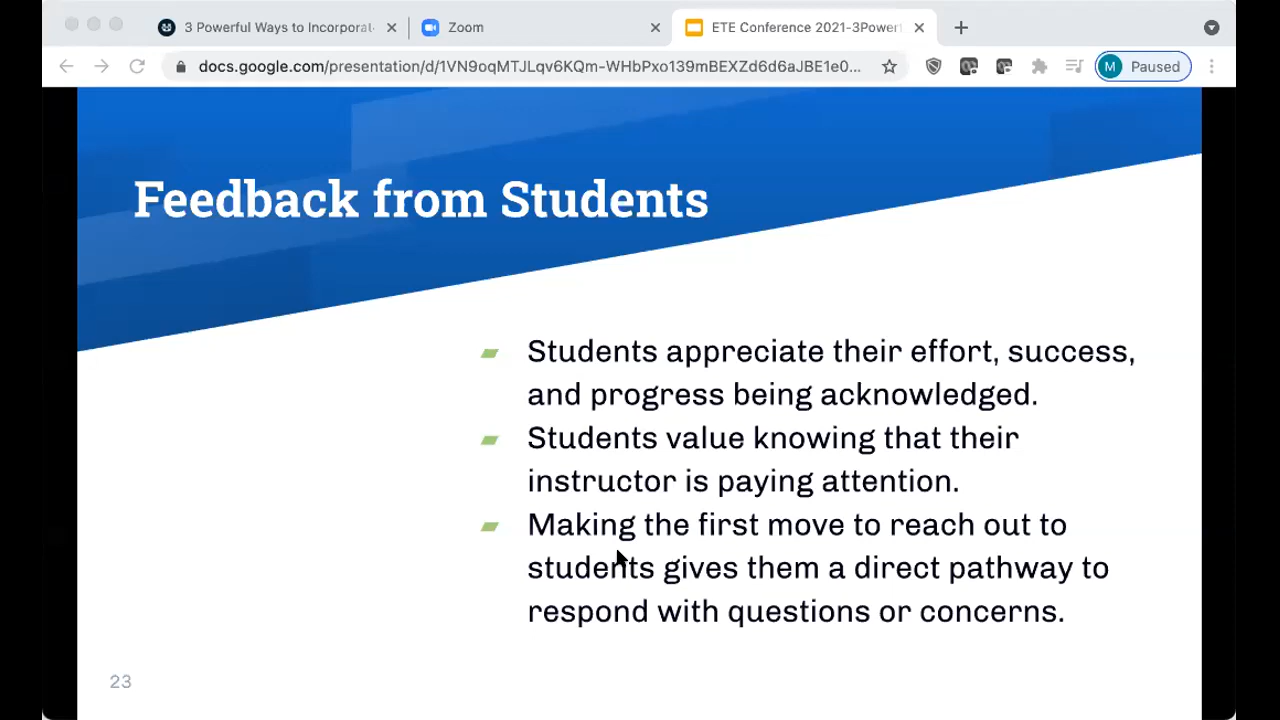 3 Powerful Ways to Incorporat
Zoom
ETE Conference 2021-3Power
docs.google.com/presentation/d/1VN9oqMTJLqv6KQm-WHbPxo139mBEXZd6d6aJBE1e0...
M Paused
Feedback from Students
Students appreciate their effort, success,
and progress being acknowledged.
Students value knowing that their
instructor is paying attention.
Making the first move to reach out to
students gives them a direct pathway to
respond with questions or concerns.
23